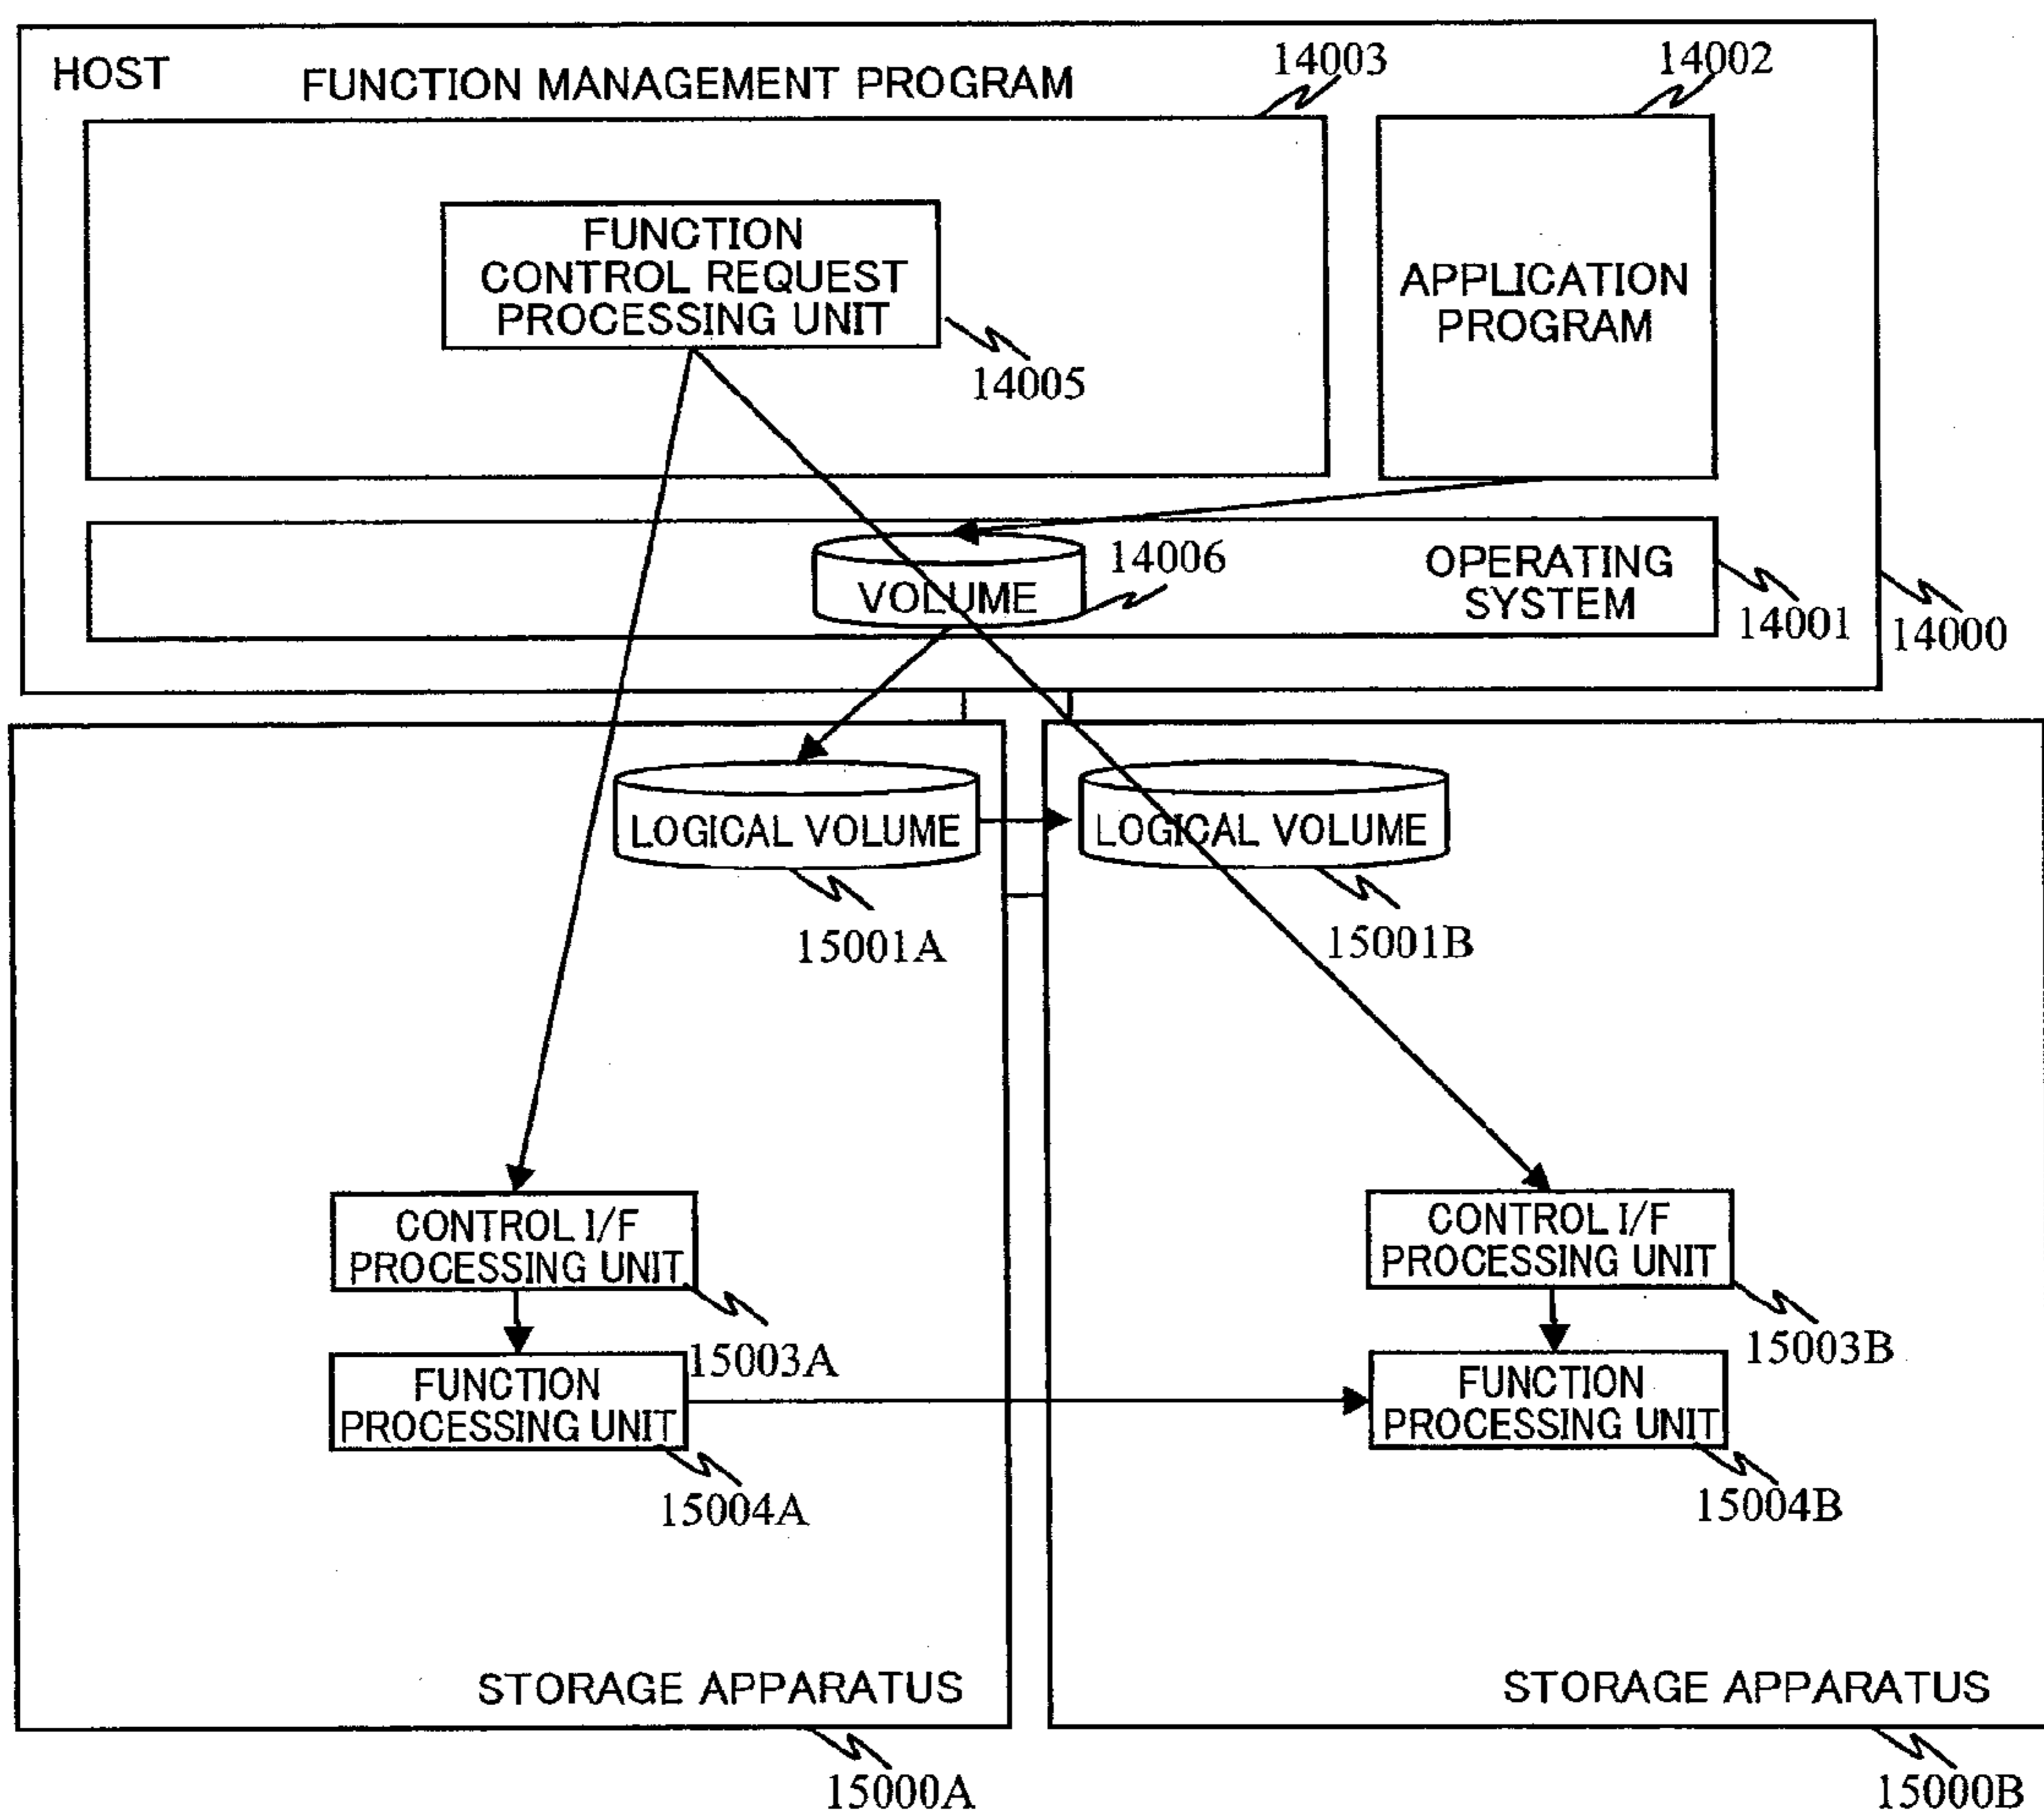 HOST
FUNCTION MANAGEMENT PROGRAM
14003
14002
FUNCTION
CONTROL REQUEST
PROCESSING UNIT
14005
APPLICATION
PROGRAM
VOLUME
14006
OPERATING
SYSTEM
14001
14000
LOGICAL VOLUME
15001A
LOGICAL VOLUME
15001B
CONTROL I/F
PROCESSING UNIT
15003A
FUNCTION
PROCESSING UNIT
15004A
CONTROL I/F
PROCESSING UNIT
15003B
FUNCTION
PROCESSING UNIT
15004B
STORAGE APPARATUS
15000A
STORAGE APPARATUS
15000B